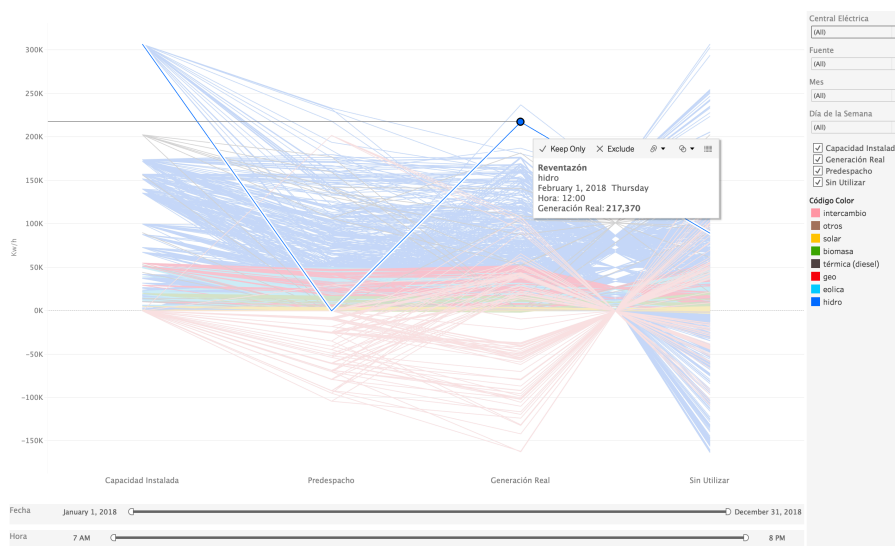 Central Eléctrica
(All)
Fuente
(All)
Mes
(All)
Día de la Semana
(All)
Capacidad Instalad
Generación Real
Predespacho
Sin Utilizar
Código Color
intercambio
otros
solar
biomasa
térmica (diesel)
geo
eolica
hidro
300K
250K
200K
150K
100K
50K
0K
−50K
−100K
−150K
Kw/h
Keep Only Exclude
Reventazón
hidro
February 1, 2018 Thursday
Hora: 12:00
Generación Real: 217,370
Capacidad Instalada Predespacho Generación Real Sin Utilizar
Fecha January 1, 2018 December 31, 2018
Hora 7 AM 8 PM